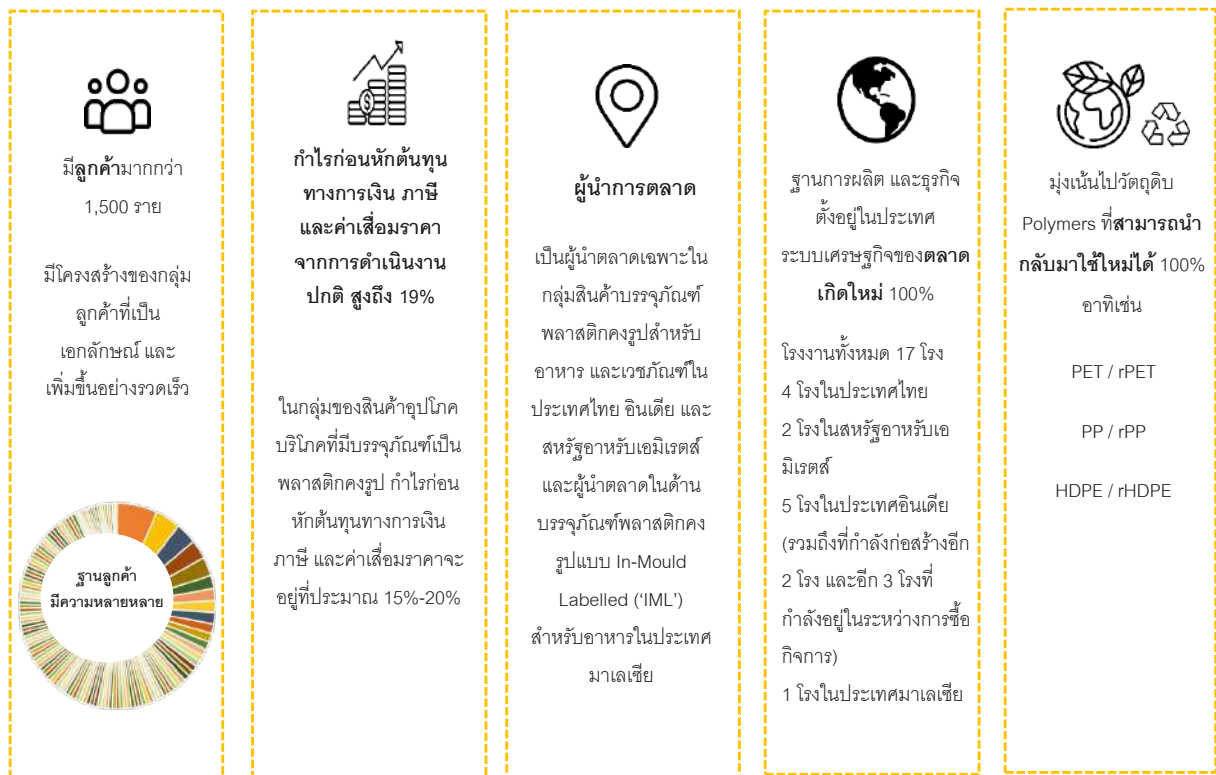 มีลูกค้ามากกว่า
1,500 ราย
มีโครงสร้างของกลุ่ม
ลูกค้าที่เป็น
เอกลักษณ์ และ
เพิ่มขึ้นอย่างรวดเร็ว
ฐานลูกค้า
มีความหลายหลาย
กำไรก่อนหักต้นทุน
ทางการเงิน ภาษี
และค่าเสื่อมราคา
จากการดำเนินงาน
ปกติ สูงถึง 19%
ในกลุ่มของสินค้าอุปโภค
บริโภคที่มีบรรจุภัณฑ์เป็น
พลาสติกคงรูป กำไรก่อน
หักต้นทุนทางการเงิน
ภาษี และค่าเสื่อมราคาจะ
อยู่ที่ประมาณ 15%-20%
ผู้นำการตลาด
เป็นผู้นำตลาดเฉพาะใน
กลุ่มสินค้าบรรจุภัณฑ์
พลาสติกคงรูปสำหรับ
อาหาร และเวชภัณฑ์ใน
ประเทศไทย อินเดีย และ
สหรัฐอาหรับเอมิเรตส์
และผู้นำตลาดในด้าน
บรรจุภัณฑ์พลาสติกคง
รูปแบบ In-Mould
Labelled (‘IML’)
สำหรับอาหารในประเทศ
มาเลเซีย
ฐานการผลิต และธุรกิจ
ตั้งอยู่ในประเทศ
ระบบเศรษฐกิจของตลาด
เกิดใหม่ 100%
โรงงานทั้งหมด 17 โรง
4 โรงในประเทศไทย
2 โรงในสหรัฐอาหรับเอ
มิเรตส์
5 โรงในประเทศอินเดีย
(รวมถึงที่กำลังก่อสร้างอีก
2 โรง และอีก 3 โรงที่
กำลังอยู่ในระหว่างการซื้อ
กิจการ)
1 โรงในประเทศมาเลเซีย
มุ่งเน้นไปวัตถุดิบ
Polymers ที่สามารถนำ
กลับมาใช้ใหม่ได้ 100%
อาทิเช่น
PET / rPET
PP / rPP
HDPE / rHDPE